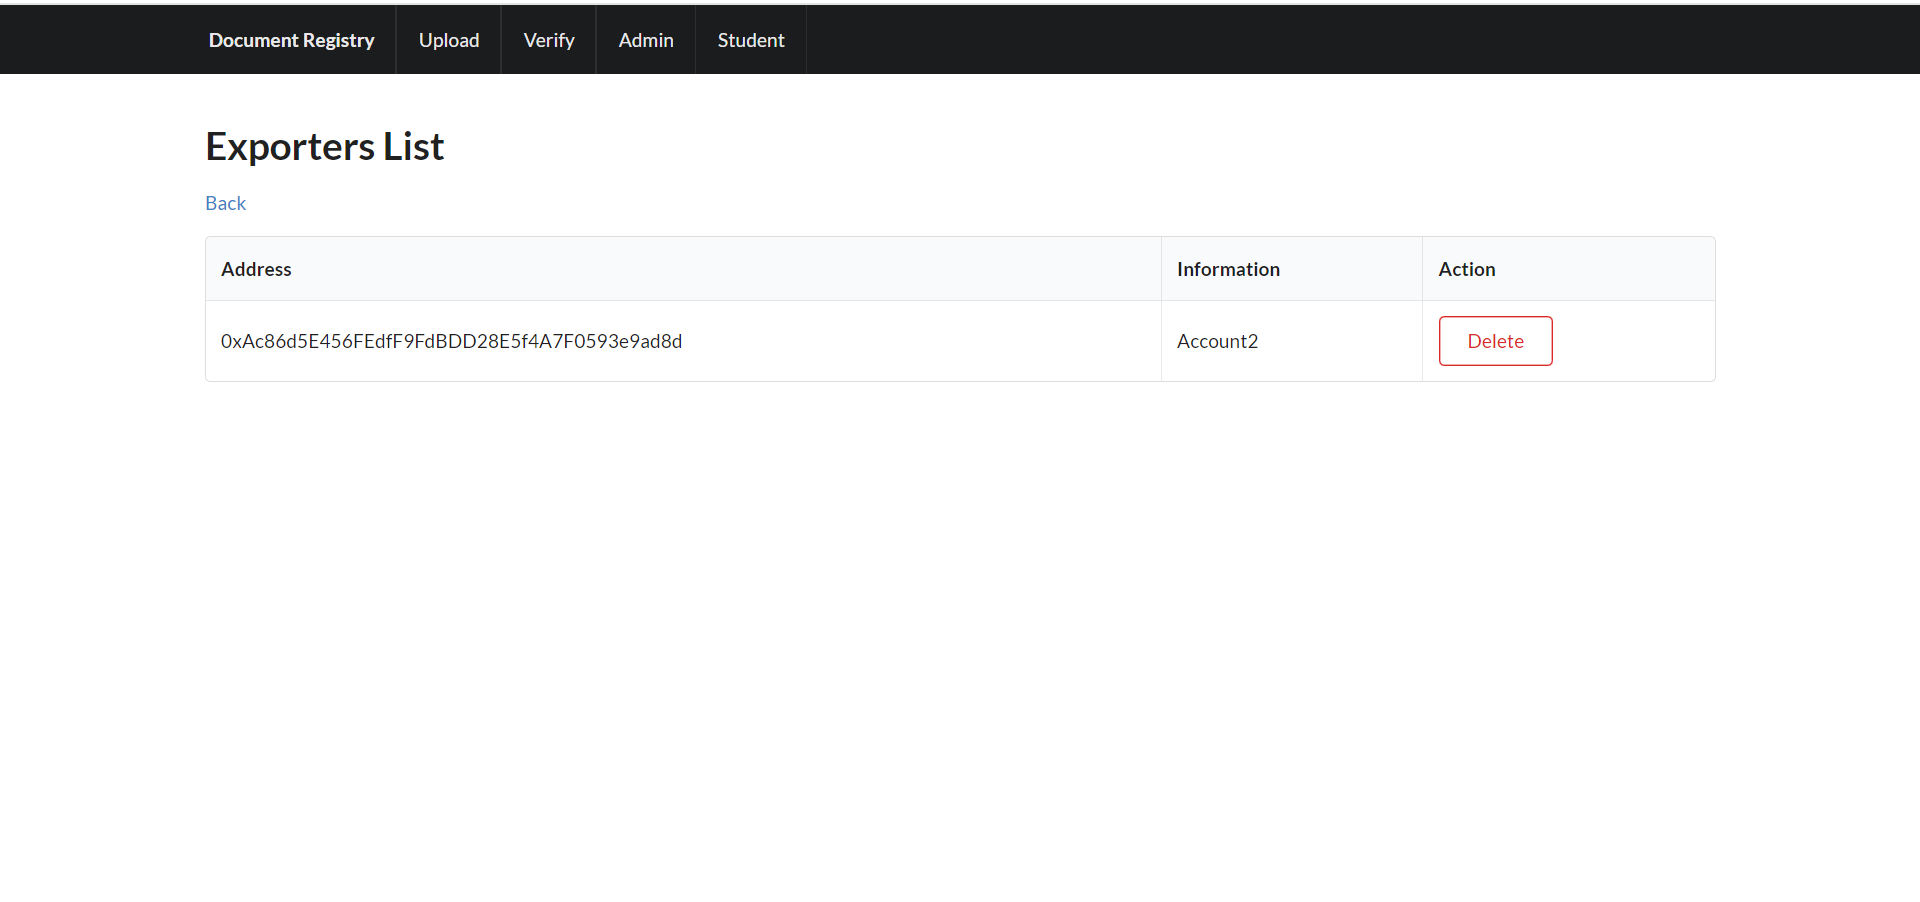 Document Registry Upload Verify Admin Student
Exporters List
Back
Address Information Action
0xAc86d5E456FEdfF9FdBDD28E5f4A7F0593e9ad8d Account2 Delete